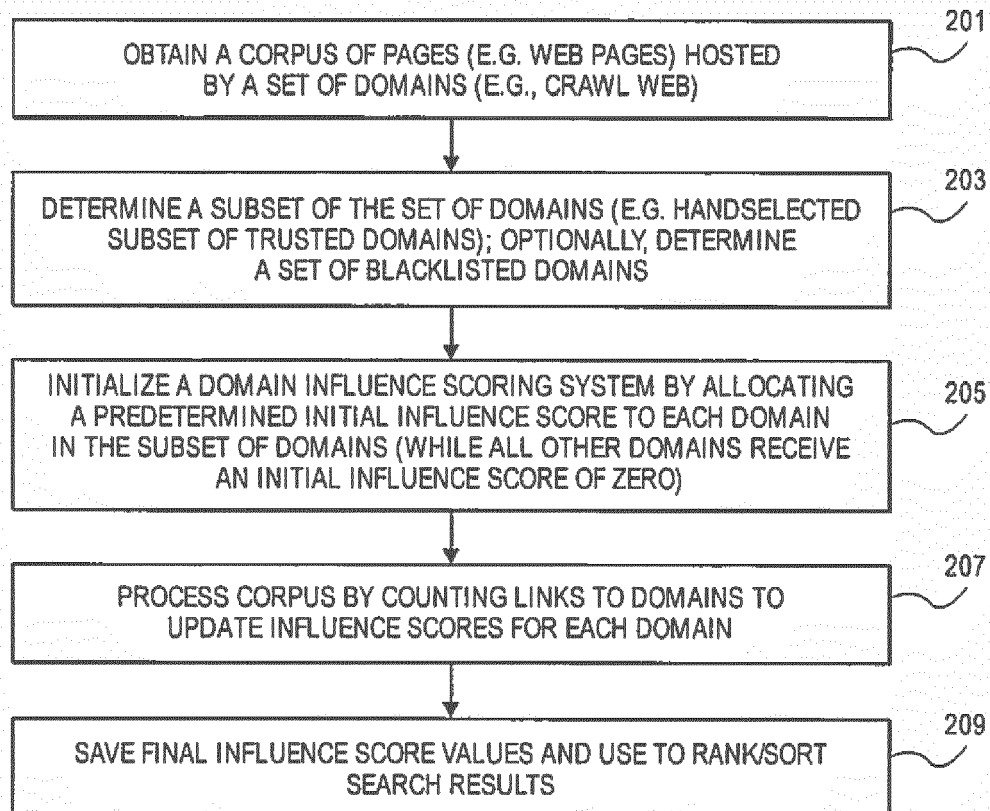 201
OBTAIN A CORPUS OF PAGES (E.G. WEB PAGES) HOSTED
BY A SET OF DOMAINS (E.G., CRAWL WEB)
203
DETERMINE A SUBSET OF THE SET OF DOMAINS (E.G. HANDSELECTED
SUBSET OF TRUSTED DOMAINS); OPTIONALLY, DETERMINE
A SET OF BLACKLISTED DOMAINS
205
INITIALIZE A DOMAIN INFLUENCE SCORING SYSTEM BY ALLOCATING
A PREDETERMINED INITIAL INFLUENCE SCORE TO EACH DOMAIN
IN THE SUBSET OF DOMAINS (WHILE ALL OTHER DOMAINS RECEIVE
AN INITIAL INFLUENCE SCORE OF ZERO)
207
PROCESS CORPUS BY COUNTING LINKS TO DOMAINS TO
UPDATE INFLUENCE SCORES FOR EACH DOMAIN
209
SAVE FINAL INFLUENCE SCORE VALUES AND USE TO RANK/SORT
SEARCH RESULTS